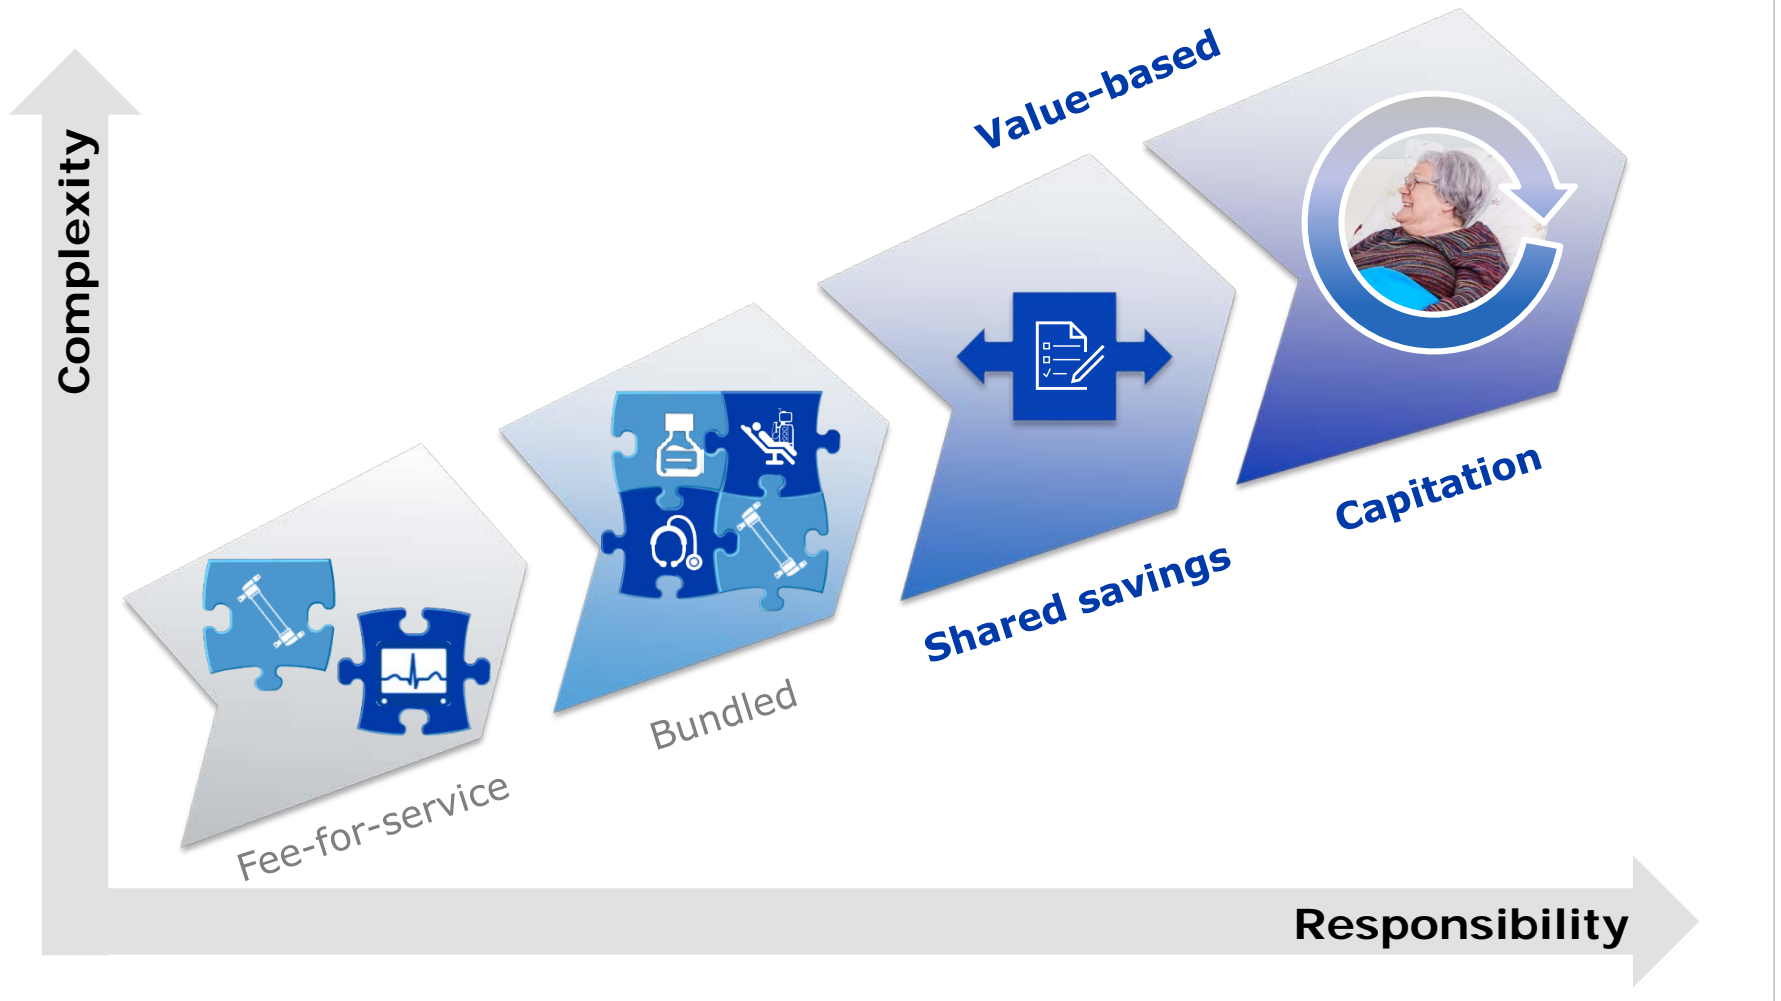 Complexity
Value-based
Capitation
Shared savings
Bundled
Fee-for-service
Responsibility